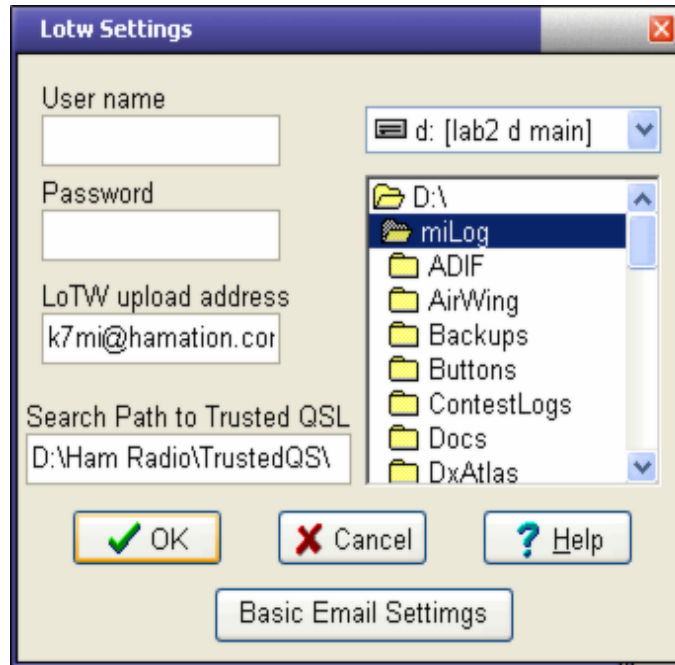 Lotw Settings
User name
d: [lab2 d main]
Password
D:\
miLog
ADIF
AirWing
Backups
Buttons
ContestLogs
Docs
DxAtlas
LoTW upload address
k7mi@hamation.cor
Search Path to Trusted QSL
D:\Ham Radio\TrustedQS\
OK
Cancel
? Help
Basic Email Settimgs